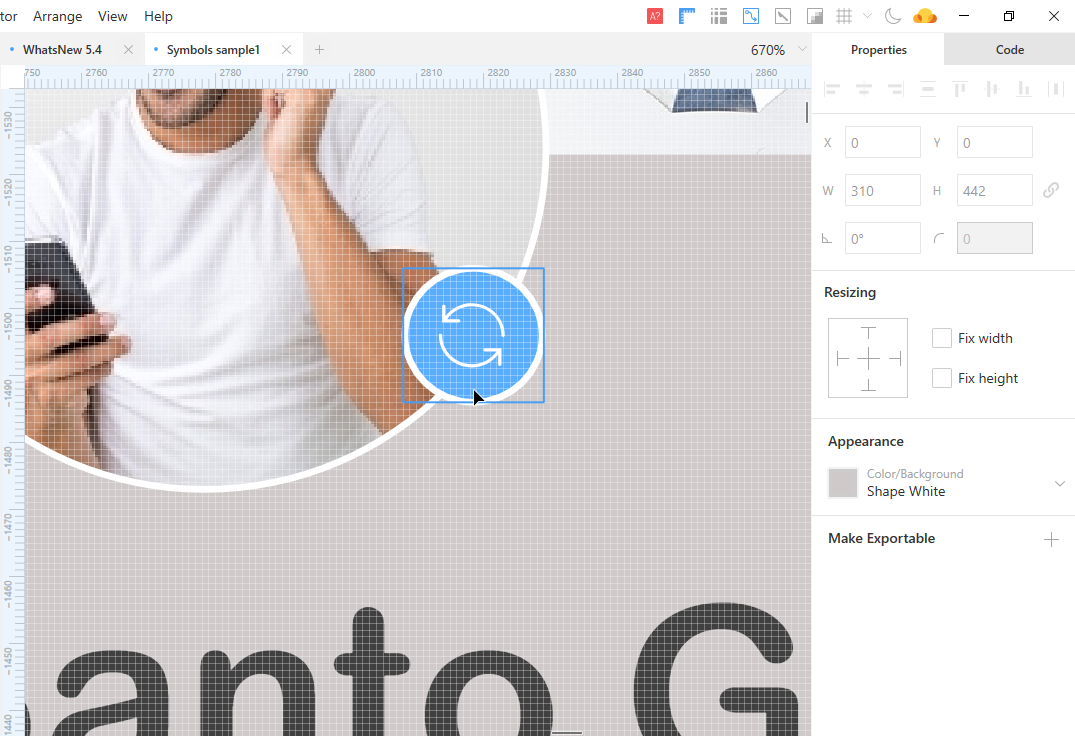 tor Arrange View Help
A?
WhatsNew 5.4
Symbols sample1
670%
Properties
Code
750 2760 2770 2780 2790 2800 2810 2820 2830 2840 2850 2860
-1530
-1520
-1510
-1500
-1490
-1480
-1470
-1460
-1450
-1440
X 0 Y 0
W 310 H 442
0° 0
Resizing
Fix width
Fix height
Appearance
Color/Background
Shape White
Make Exportable
anto G